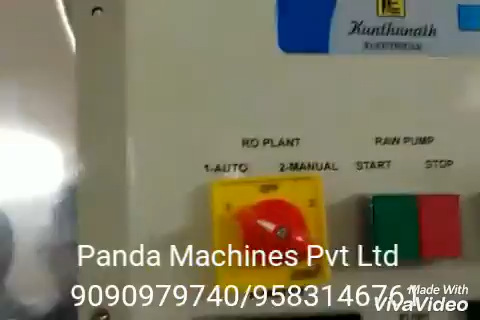 Kunthunath
ELECTRICALS
RO PLANT
RAW PUMP
1-AUTO
2-MANUAL
START
STOP
OFF
Panda Machines Pvt Ltd
9090979740/9583146761
Made With
VivaVideo